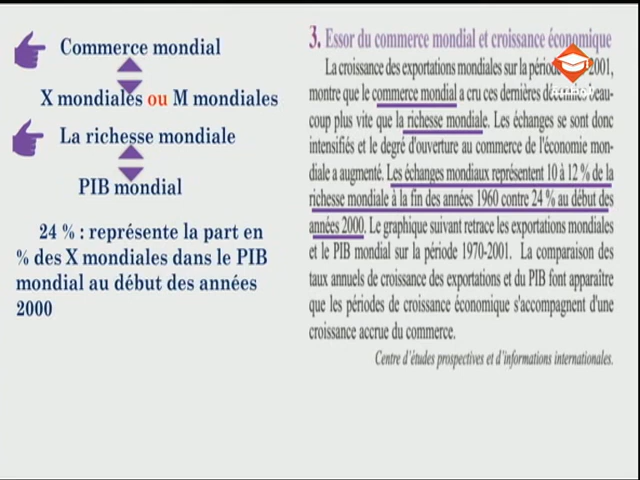 Commerce mondial
X mondiales ou M mondiales
La richesse mondiale
PIB mondial
24 % : représente la part en
% des X mondiales dans le PIB
mondial au début des années
2000
3. Essor du commerce mondial et croissance économique
La croissance des exportations mondiales sur la période 2001,
montre que le commerce mondial a cru ces dernières décennies beau-
coup plus vite que la richesse mondiale. Les échanges se sont donc
intensifiés et le degré d'ouverture au commerce de l'économie mon-
diale a augmenté. Les échanges mondiaux représentent 10 à 12 % de la
richesse mondiale à la fin des années 1960 contre 24 % au début des
années 2000. Le graphique suivant retrace les exportations mondiales
et le PIB mondial sur la période 1970-2001. La comparaison des
taux annuels de croissance des exportations et du PIB font apparaître
que les périodes de croissance économique s'accompagnent d'une
croissance accrue du commerce.
Centre d'études prospectives et d'informations internationales.